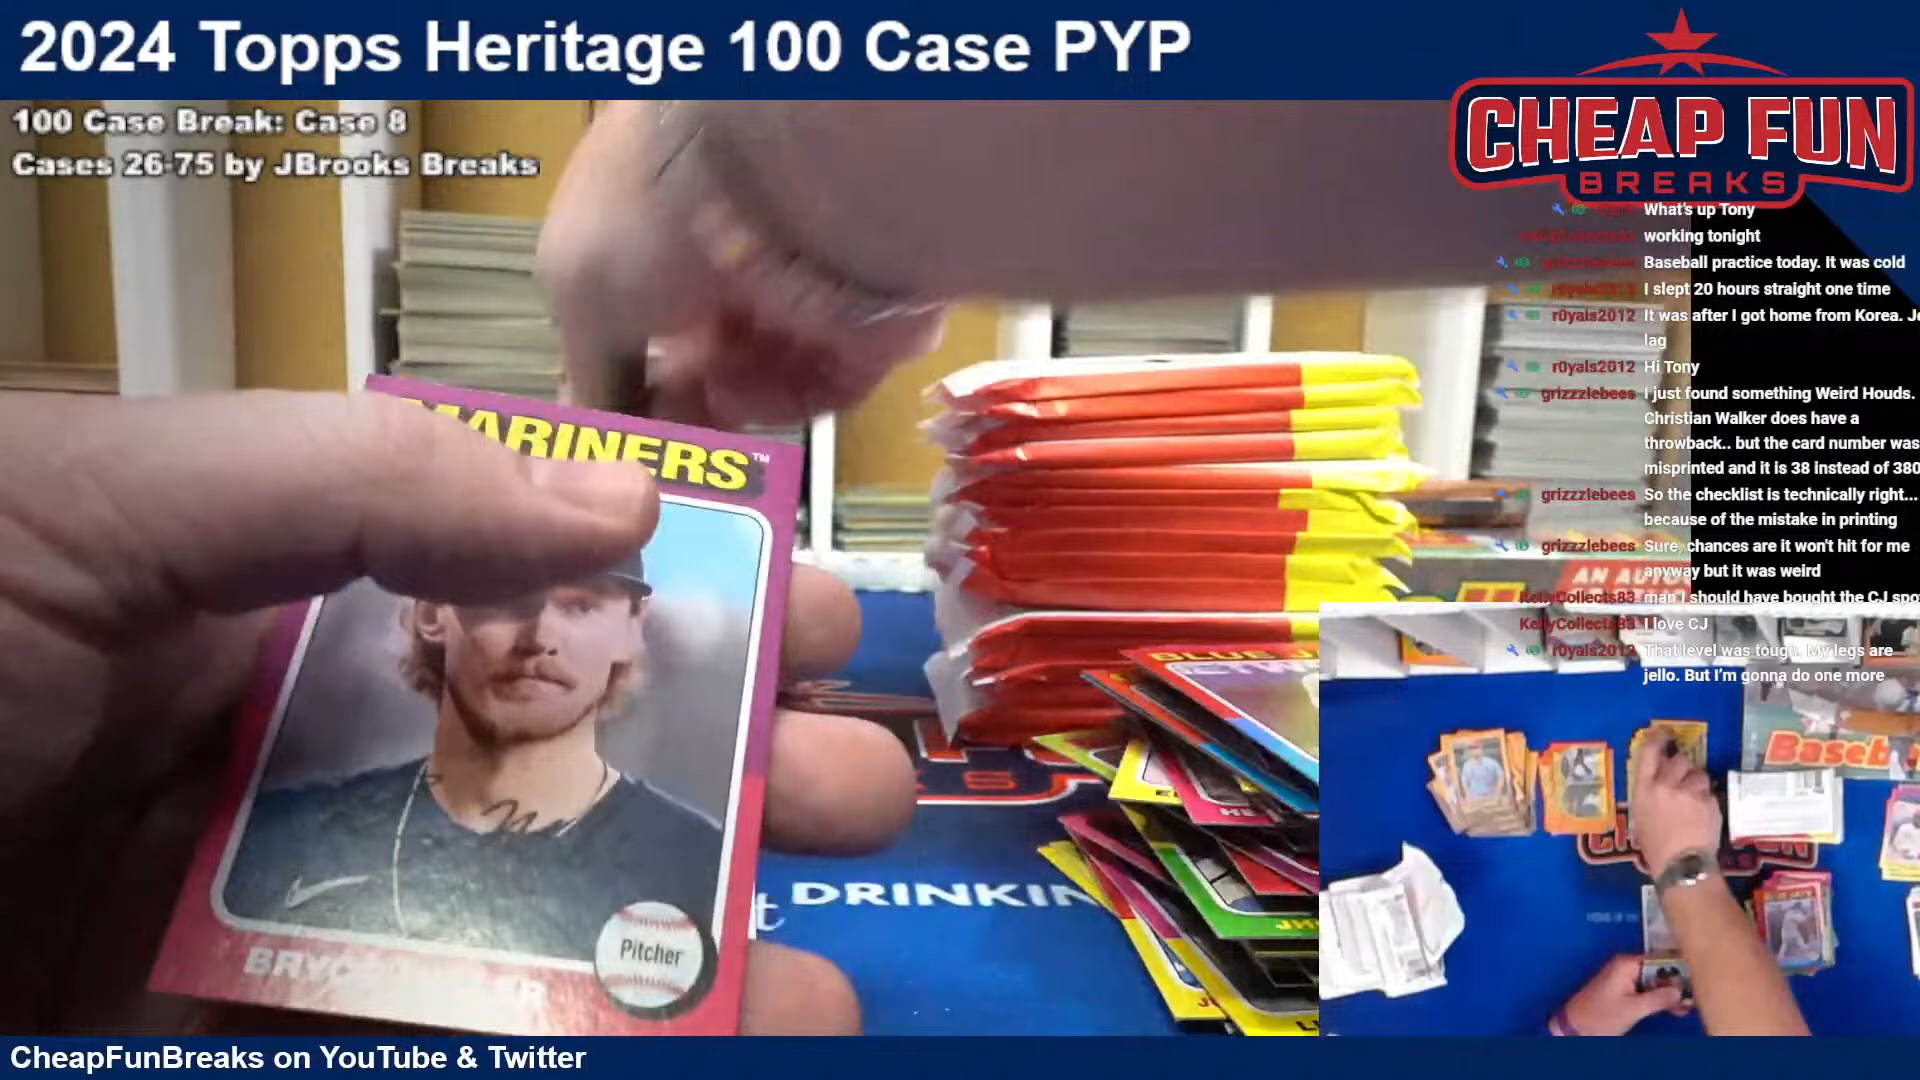 2024 Topps Heritage 100 Case PYP
100 Case Break: Case 8
Cases 26-75 by JBrooks Breaks
CHEAP FUN
BREAKS
What's up Tony
working tonight
Baseball practice today. It was cold
r0yals2012 I slept 20 hours straight one time
r0yals2012 It was after I got home from Korea.
lag
r0yals2012 Hi Tony
grizzzlebees I just found something Weird Houds.
Christian Walker does have a
throwback.. but the card number was
misprinted and it is 38 instead of 380
grizzzlebees So the checklist is technically right...
because of the mistake in printing
grizzzlebees Sure, chances are it won't hit for me
anyway but it was weird
KellyCollects83 man I should have bought the CJ
KellyCollects83 I love CJ
r0yals2012 That level was tough. My legs are
jello. But I'm gonna do one more
MARINERS™
Pitcher
DRINKIN
AN
CheapFunBreaks on YouTube & Twitter